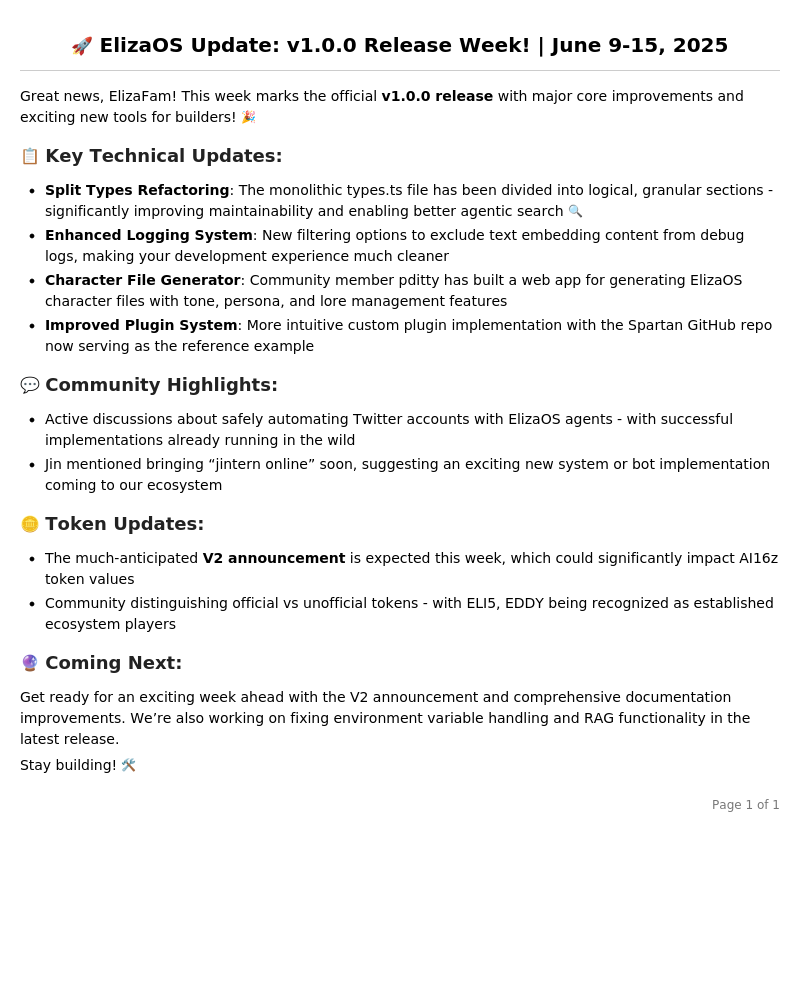 🚀 ElizaOS Update: v1.0.0 Release Week! | June 9-15, 2025
Great news, ElizaFam! This week marks the official v1.0.0 release with major core improvements and
exciting new tools for builders! 🎉
📋 Key Technical Updates:
• Split Types Refactoring: The monolithic types.ts file has been divided into logical, granular sections -
significantly improving maintainability and enabling better agentic search 🔍
• Enhanced Logging System: New filtering options to exclude text embedding content from debug
logs, making your development experience much cleaner
• Character File Generator: Community member pditty has built a web app for generating ElizaOS
character files with tone, persona, and lore management features
• Improved Plugin System: More intuitive custom plugin implementation with the Spartan GitHub repo
now serving as the reference example
💬 Community Highlights:
• Active discussions about safely automating Twitter accounts with ElizaOS agents - with successful
implementations already running in the wild
• Jin mentioned bringing “jintern online” soon, suggesting an exciting new system or bot implementation
coming to our ecosystem
🪙 Token Updates:
• The much-anticipated V2 announcement is expected this week, which could significantly impact AI16z
token values
• Community distinguishing official vs unofficial tokens - with ELI5, EDDY being recognized as established
ecosystem players
🔮 Coming Next:
Get ready for an exciting week ahead with the V2 announcement and comprehensive documentation
improvements. We’re also working on fixing environment variable handling and RAG functionality in the
latest release.
Stay building! 🛠️
Page 1 of 1